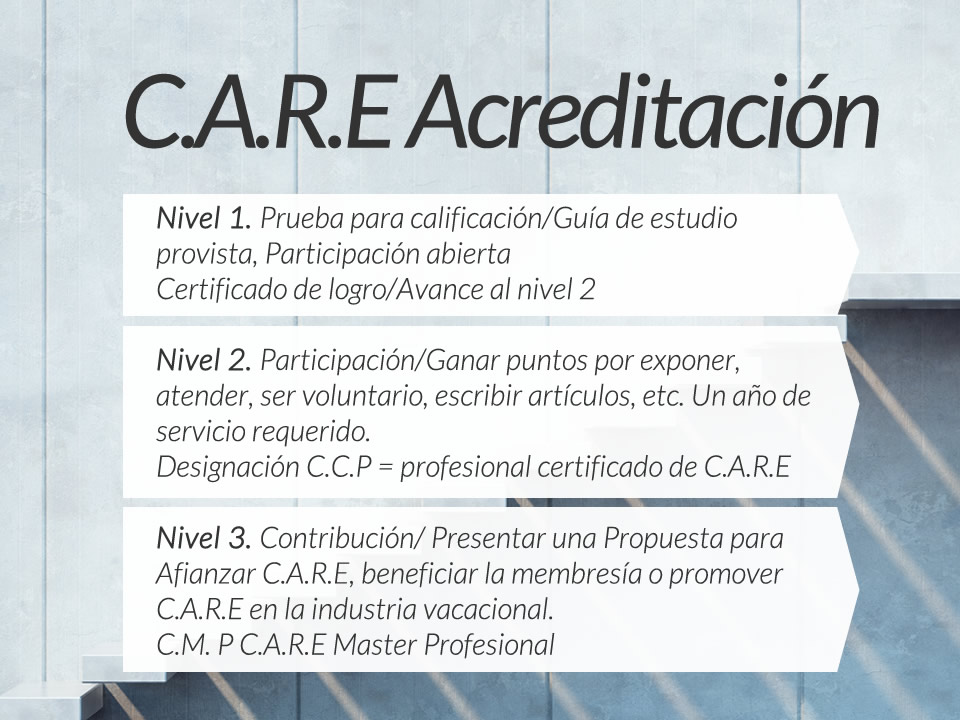 C.A.R.E Acreditación
Nivel 1. Prueba para calificación/Guía de estudio
provista, Participación abierta
Certificado de logro/Avance al nivel 2
Nivel 2. Participación/Ganar puntos por exponer,
atender, ser voluntario, escribir artículos, etc. Un año de
servicio requerido.
Designación C.C.P = profesional certificado de C.A.R.E
Nivel 3. Contribución/ Presentar una Propuesta para
Afianzar C.A.R.E, beneficiar la membresía o promover
C.A.R.E en la industria vacacional.
C.M. P C.A.R.E Master Profesional